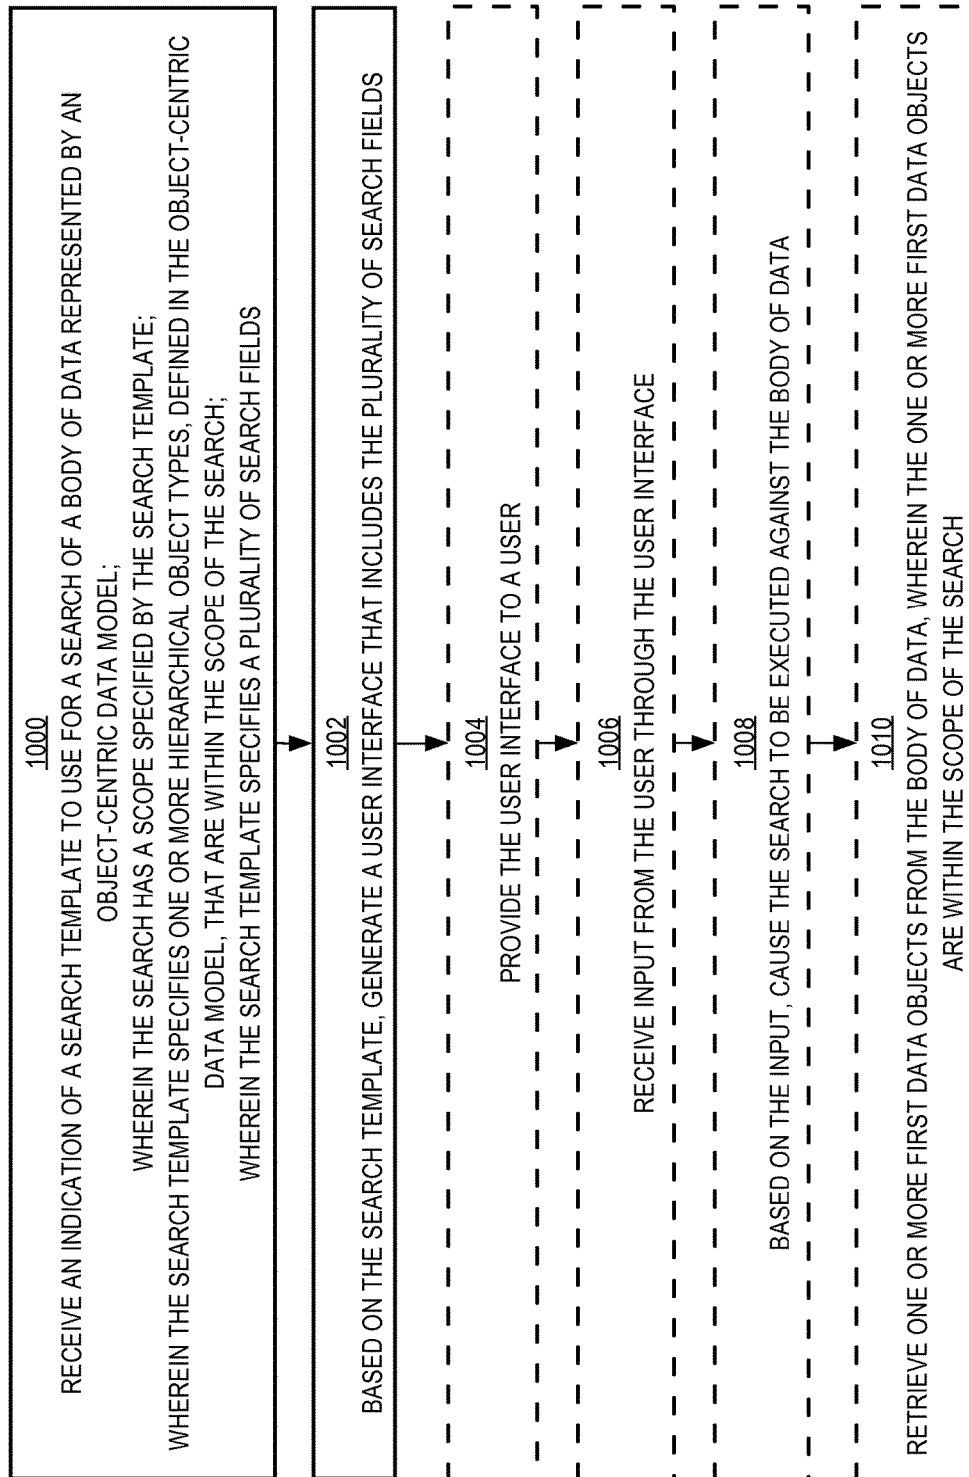 1000
RECEIVE AN INDICATION OF A SEARCH TEMPLATE TO USE FOR A SEARCH OF A BODY OF DATA REPRESENTED BY AN
OBJECT-CENTRIC DATA MODEL;
WHEREIN THE SEARCH HAS A SCOPE SPECIFIED BY THE SEARCH TEMPLATE;
WHEREIN THE SEARCH TEMPLATE SPECIFIES ONE OR MORE HIERARCHICAL OBJECT TYPES, DEFINED IN THE OBJECT-CENTRIC
DATA MODEL, THAT ARE WITHIN THE SCOPE OF THE SEARCH;
WHEREIN THE SEARCH TEMPLATE SPECIFIES A PLURALITY OF SEARCH FIELDS
1002
BASED ON THE SEARCH TEMPLATE, GENERATE A USER INTERFACE THAT INCLUDES THE PLURALITY OF SEARCH FIELDS
1004
PROVIDE THE USER INTERFACE TO A USER
1006
RECEIVE INPUT FROM THE USER THROUGH THE USER INTERFACE
1008
BASED ON THE INPUT, CAUSE THE SEARCH TO BE EXECUTED AGAINST THE BODY OF DATA
1010
RETRIEVE ONE OR MORE FIRST DATA OBJECTS FROM THE BODY OF DATA, WHEREIN THE ONE OR MORE FIRST DATA OBJECTS
ARE WITHIN THE SCOPE OF THE SEARCH